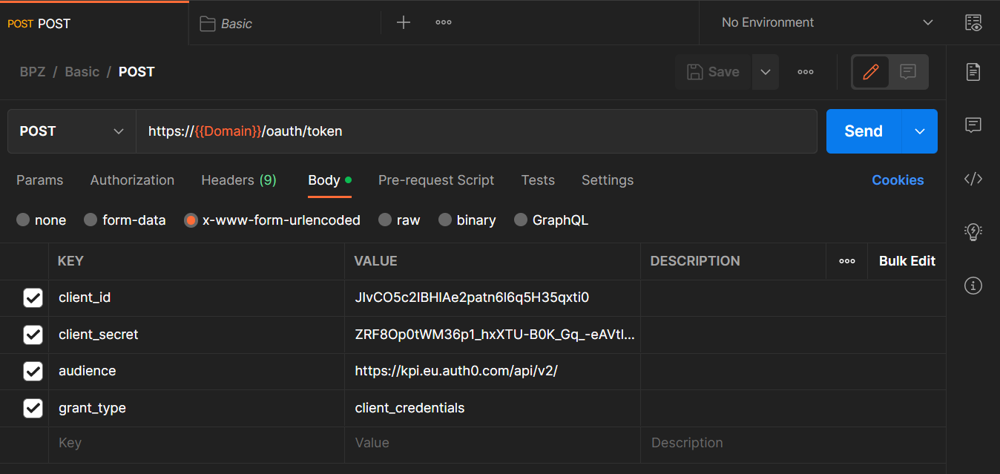 POST POST Basic No Environment
BPZ / Basic / POST Save
POST https://{{Domain}}/oauth/token Send
Params Authorization Headers (9) Body Pre-request Script Tests Settings Cookies
none form-data x-www-form-urlencoded raw binary GraphQL
KEY VALUE DESCRIPTION Bulk Edit
client_id JIvCO5c2IBHlAe2patn6l6q5H35qxti0
client_secret ZRF8Op0tWM36p1_hxXTU-B0K_Gq_-eAVtl...
audience https://kpi.eu.auth0.com/api/v2/
grant_type client_credentials
Key Value Description